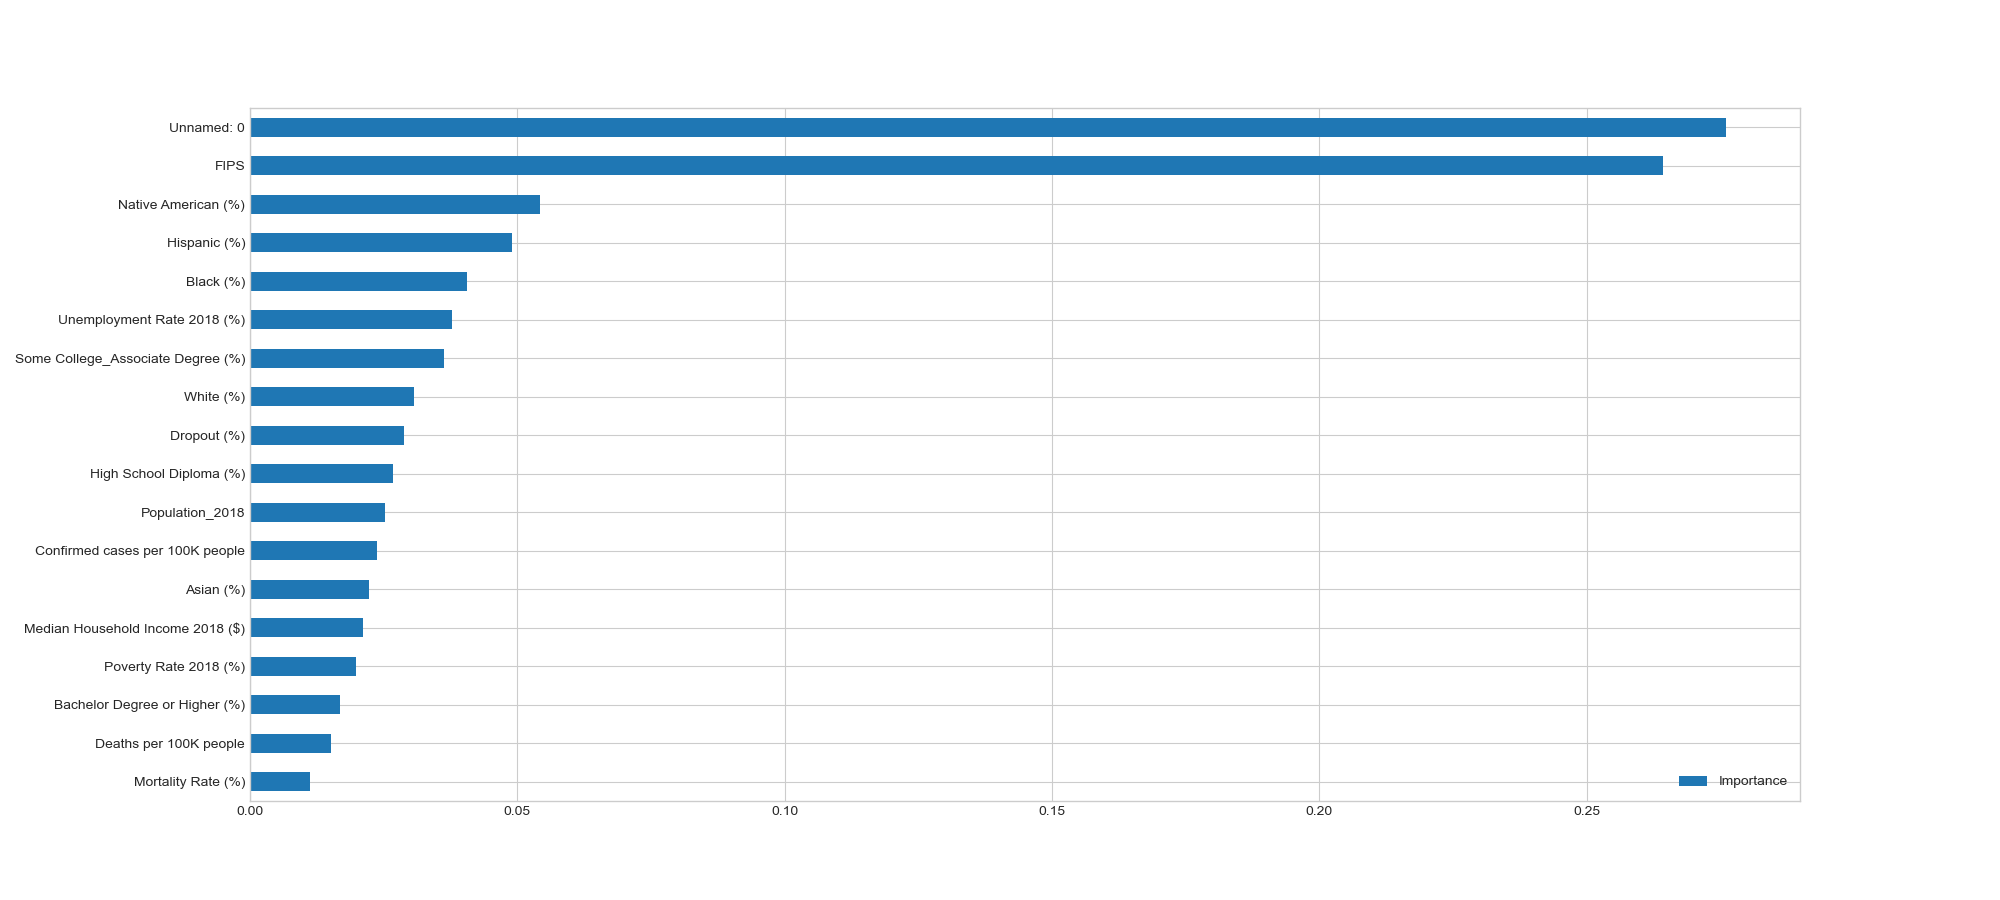 Unnamed: 0
FIPS
Native American (%)
Hispanic (%)
Black (%)
Unemployment Rate 2018 (%)
Some College_Associate Degree (%)
White (%)
Dropout (%)
High School Diploma (%)
Population_2018
Confirmed cases per 100K people
Asian (%)
Median Household Income 2018 ($)
Poverty Rate 2018 (%)
Bachelor Degree or Higher (%)
Deaths per 100K people
Mortality Rate (%)
Importance
0.00 0.05 0.10 0.15 0.20 0.25